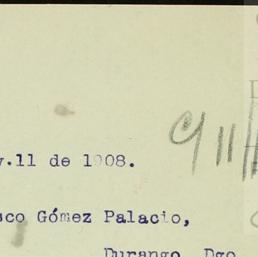 v.11 de 1908.
sco Gómez Palacio,
Durango, Dgo